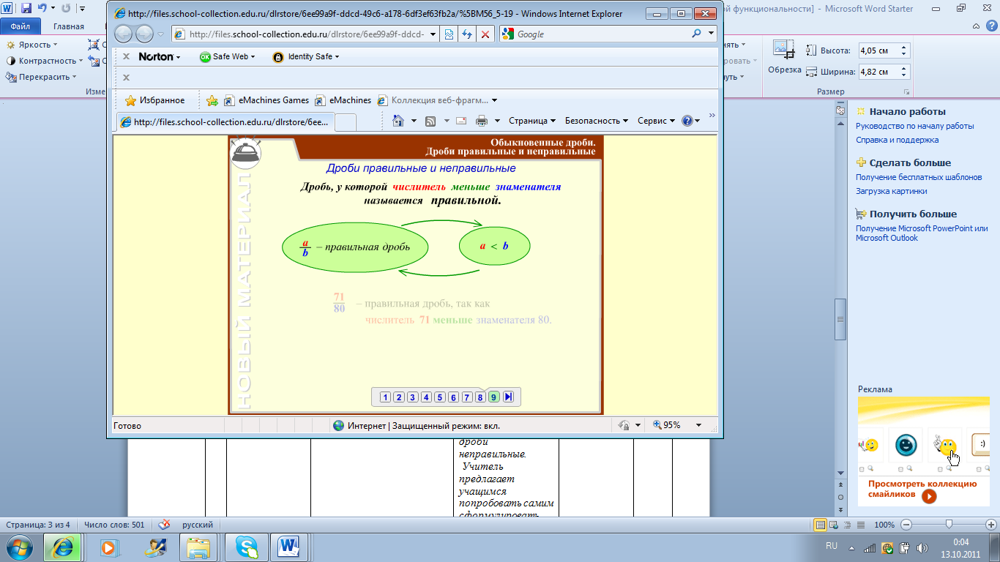 http://files.school-collection.edu.ru/dlrstore/6ee99a9f-ddcd-49c6-a178-6df3ef63fb2a/%5BM56_5-19 - Windows Internet Explorer
й функциональности] - Microsoft Word Starter
Файл
Главная
http://files.school-collection.edu.ru/dlrstore/6ee99a9f-ddcd-
Google
Яркость
Контрастность
Перекрасить
Изме
Norton
OK Safe Web
Identity Safe
Избранное
eMachines Games
eMachines
Коллекция веб-фрагм...
http://files.school-collection.edu.ru/dlrstore/6ee...
Страница
Безопасность
Сервис
Обрезка
Высота:
4,05 см
Ширина:
4,82 см
Размер
Обыкновенные дроби.
Дроби правильные и неправильные
НОВЫЙ МАТЕРИАЛ
Дроби правильные и неправильные
Дробь, у которой числитель меньше знаменателя
называется правильной.
a
b
– правильная дробь
a < b
71
80
– правильная дробь, так как
числитель 71 меньше знаменателя 80.
1 2 3 4 5 6 7 8 9
Готово
Интернет | Защищенный режим: вкл.
95%
дроби
неправильные.
Учитель
предлагает
учащимся
попробовать самим
сформулировать
Начало работы
Руководство по началу работы
Справка и поддержка
Сделать больше
Получение бесплатных шаблонов
Загрузка картинки
Получить больше
Получение Microsoft PowerPoint или
Microsoft Outlook
Реклама
:)
Просмотреть коллекцию
смайликов
Страница: 3 из 4
Число слов: 501
русский
100%
RU
0:04
13.10.2011